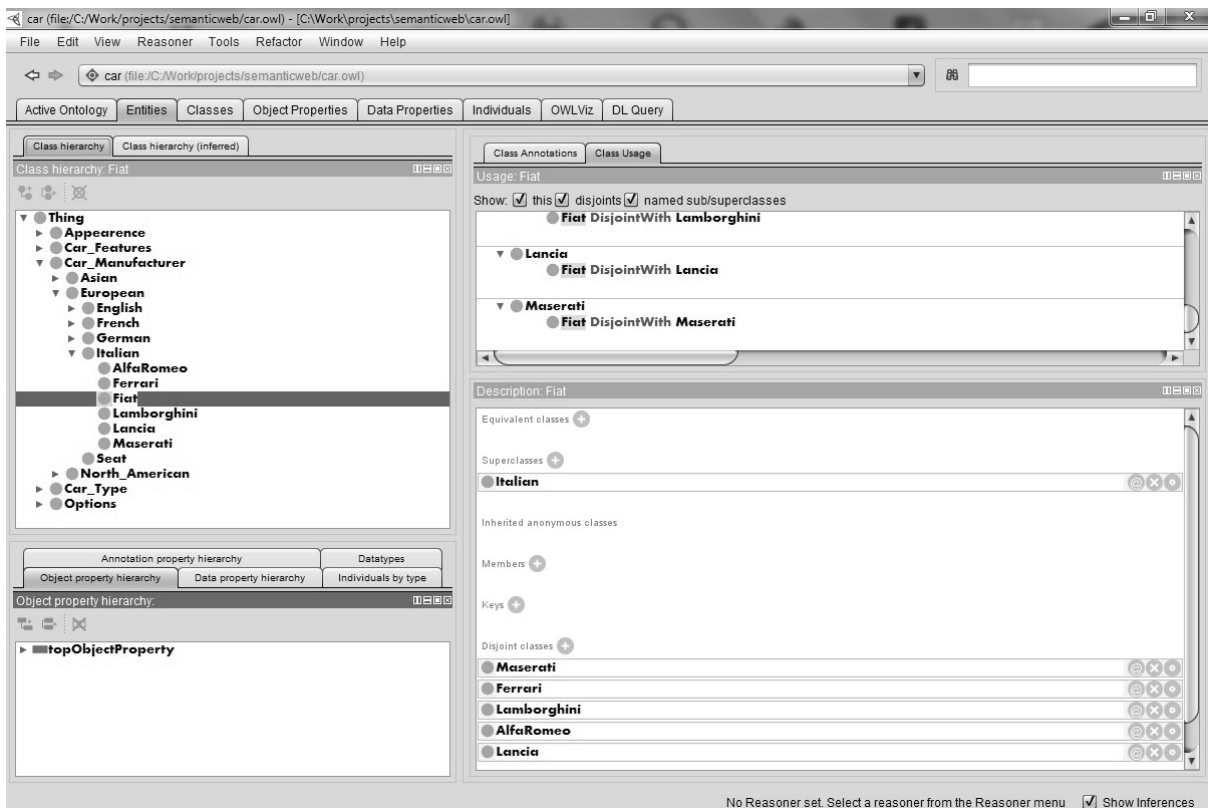 car (file:/C:/Work/projects/semanticweb/car.owl) - [C:\Work\projects\semanticweb\car.owl]
File Edit View Reasoner Tools Refactor Window Help
car (file:/C:/Work/projects/semanticweb/car.owl)
Active Ontology Entities Classes Object Properties Data Properties Individuals OWLViz DL Query
Class hierarchy Class hierarchy (inferred)
Class hierarchy: Fiat
Thing
Appearence
Car_Features
Car_Manufacturer
Asian
European
English
French
German
Italian
AlfaRomeo
Ferrari
Fiat
Lamborghini
Lancia
Maserati
Seat
North_American
Car_Type
Options
Annotation property hierarchy Datatypes
Object property hierarchy Data property hierarchy Individuals by type
Object property hierarchy:
topObjectProperty
Class Annotations Class Usage
Usage: Fiat
Show: this disjoints named sub/superclasses
Fiat DisjointWith Lamborghini
Lancia
Fiat DisjointWith Lancia
Maserati
Fiat DisjointWith Maserati
Description: Fiat
Equivalent classes
Superclasses
Italian
Inherited anonymous classes
Members
Keys
Disjoint classes
Maserati
Ferrari
Lamborghini
AlfaRomeo
Lancia
No Reasoner set. Select a reasoner from the Reasoner menu Show Inferences